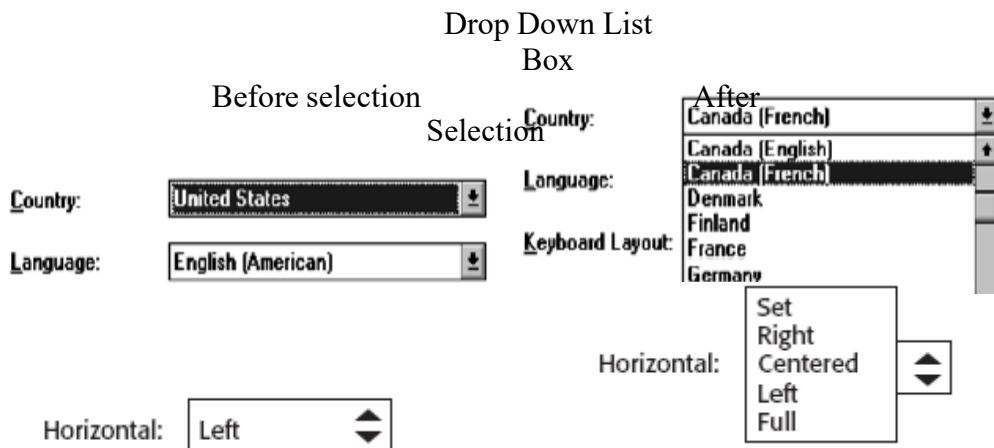 Drop Down List
Box
Before selection After
Selection
Country: United States
Language: English (American)
Country: Canada (French)
Canada (English)
Language: Canada (French)
Denmark
Finland
Keyboard Layout: France
Germany
Horizontal: Left
Set
Right
Horizontal: Centered
Left
Full